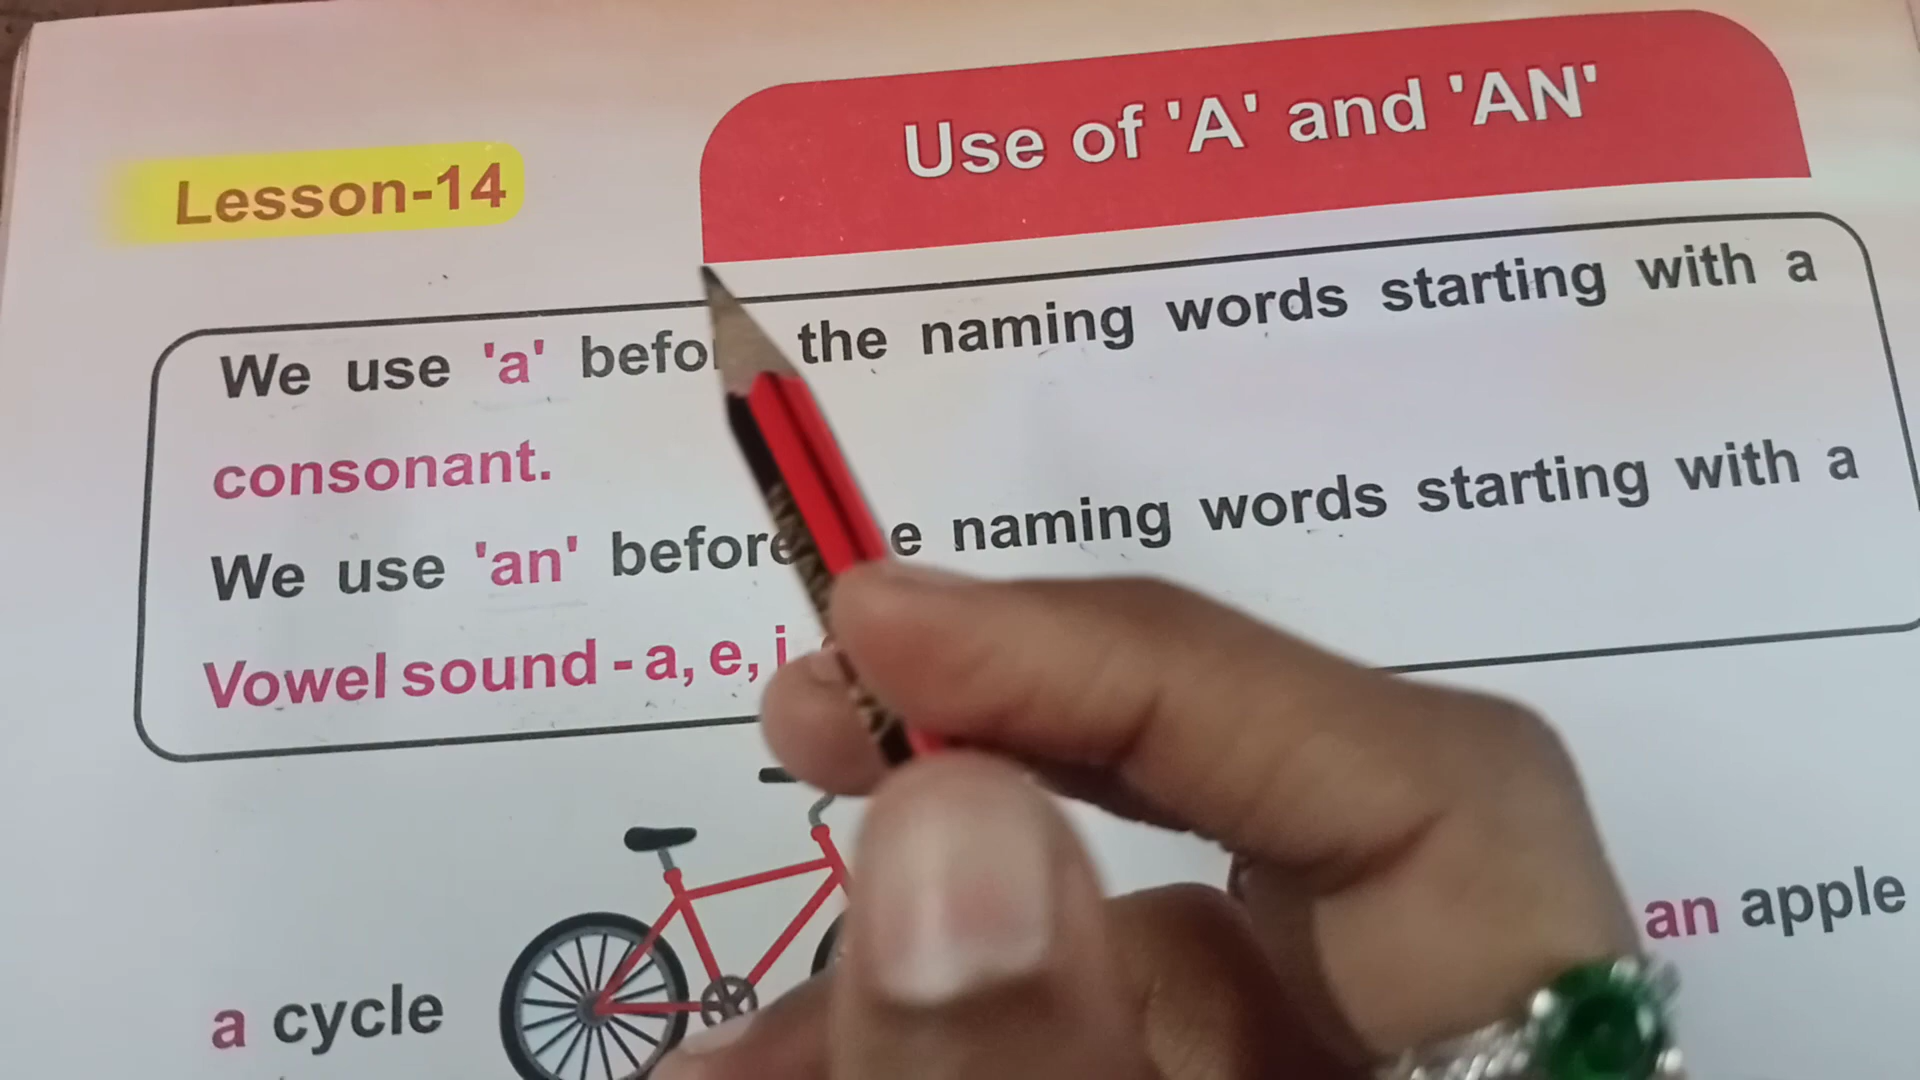 Lesson-14
Use of 'A' and 'AN'
We use 'a' befo the naming words starting with a
consonant.
We use 'an' before e naming words starting with a
Vowel sound - a, e, i
an apple
a cycle